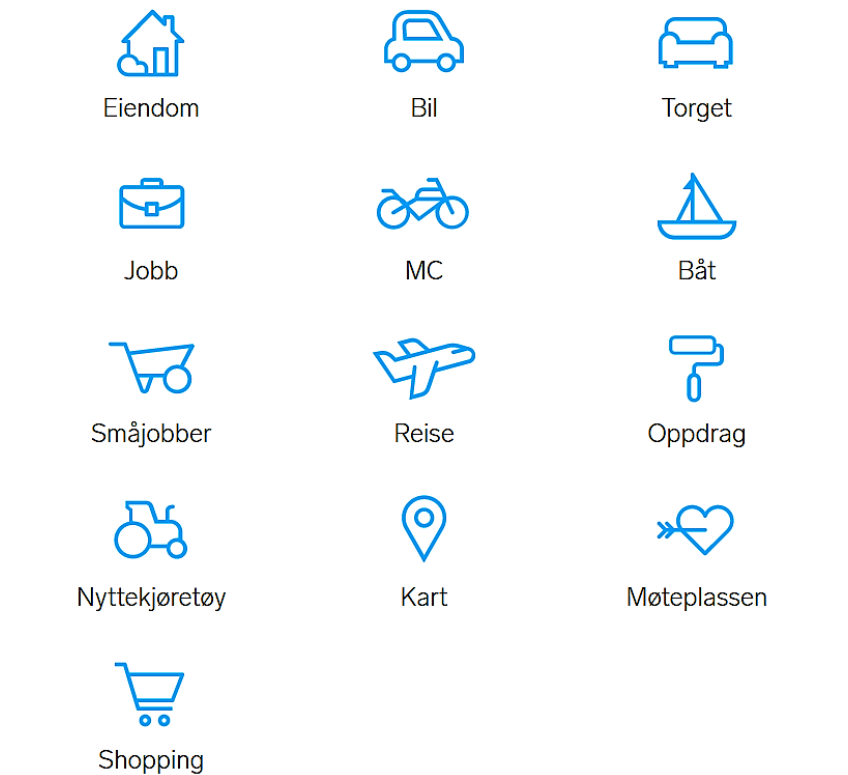 Eiendom
Bil
Torget
Jobb
MC
Båt
Småjobber
Reise
Oppdrag
Nyttekjøretøy
Kart
Møteplassen
Shopping